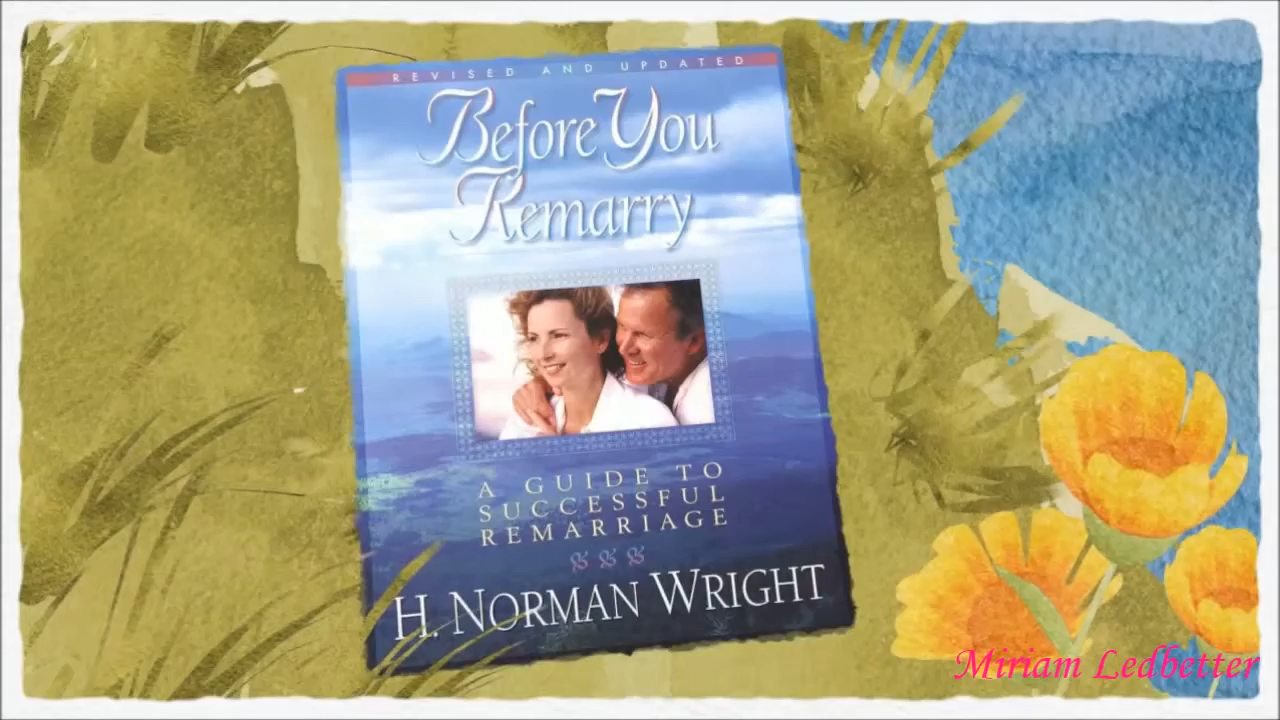 REVISED AND UPDATED
Before You
Remarry
A GUIDE TO
SUCCESSFUL
REMARRIAGE
H. NORMAN WRIGHT
Miriam Ledbetter